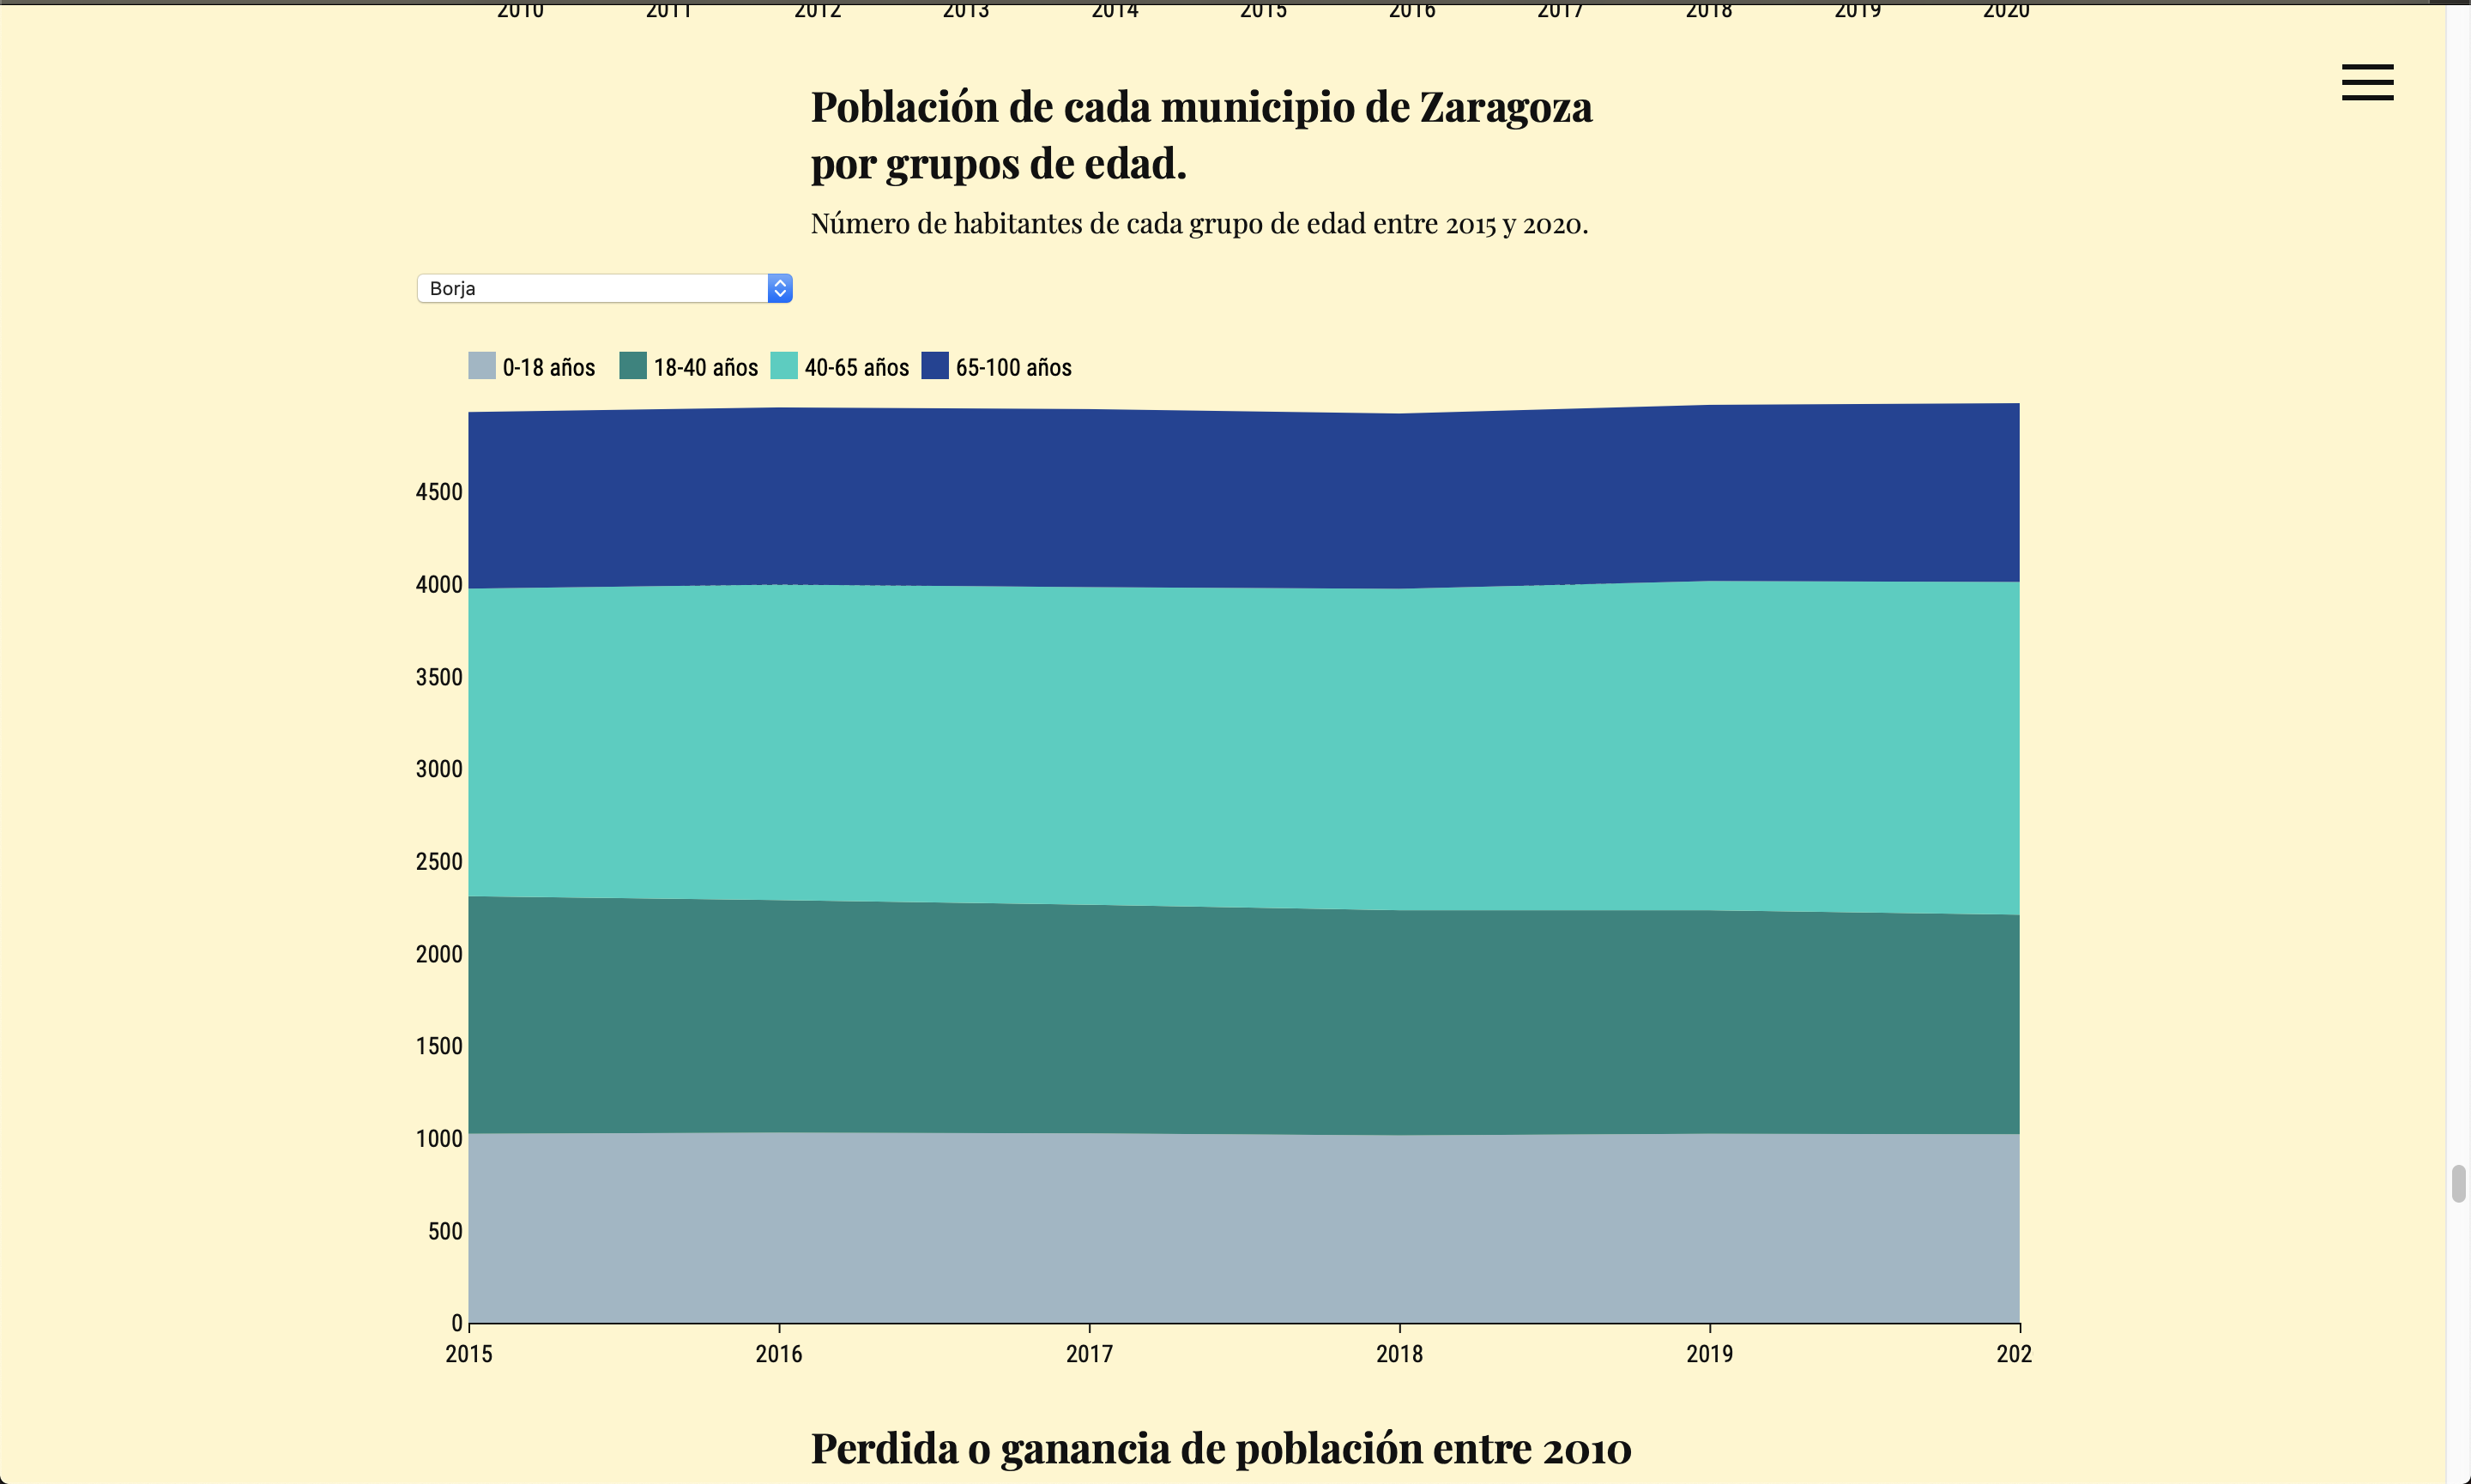 2010 2011 2012 2013 2014 2015 2016 2017 2018 2019 2020
Población de cada municipio de Zaragoza
por grupos de edad.
Número de habitantes de cada grupo de edad entre 2015 y 2020.
Borja
0-18 años 18-40 años 40-65 años 65-100 años
4500
4000
3500
3000
2500
2000
1500
1000
500
0
2015 2016 2017 2018 2019 202
Perdida o ganancia de población entre 2010